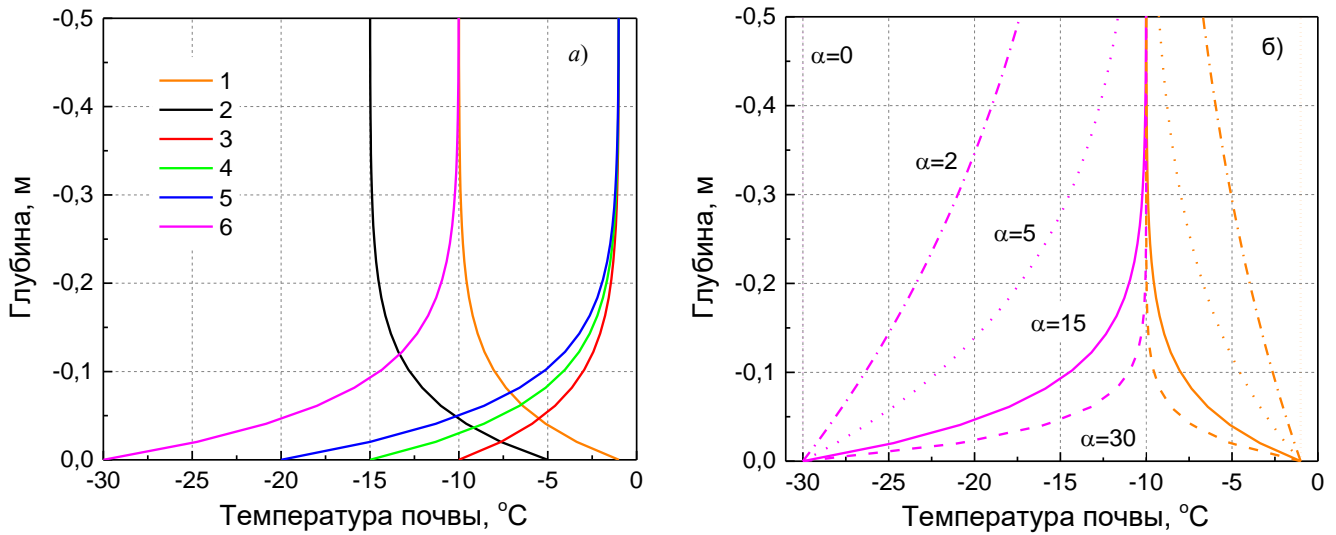 -0,5
-0,4
-0,3
-0,2
-0,1
0,0
Глубина, м
а)
1
2
3
4
5
6
-30 -25 -20 -15 -10 -5 0
Температура почвы, °С
-0,5
-0,4
-0,3
-0,2
-0,1
0,0
Глубина, м
б)
α=0
α=2
α=5
α=15
α=30
-30 -25 -20 -15 -10 -5 0
Температура почвы, °С